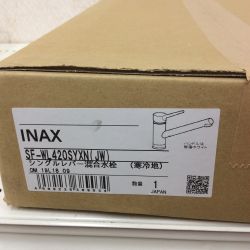 INAX
SF-WL420SYXN(JW)
シングルレバー混合水栓 (寒冷地)
数量 1
JAPAN